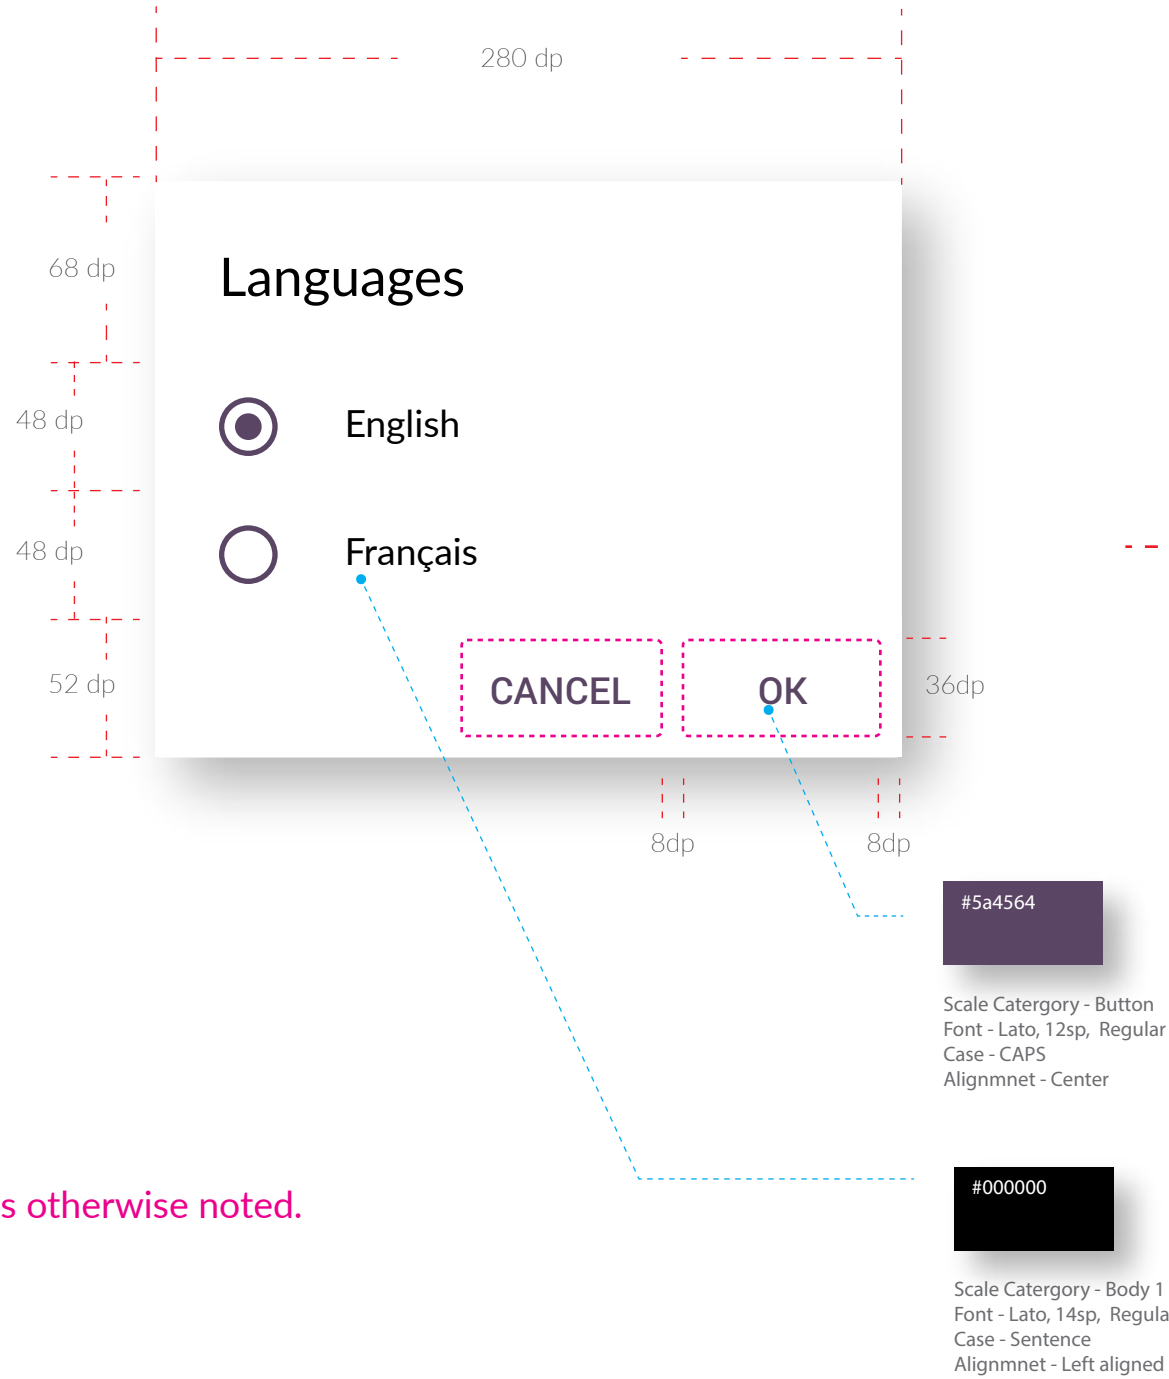 280 dp
68 dp
Languages
48 dp
English
48 dp
Français
52 dp
CANCEL
OK
36dp
8dp
8dp
#5a4564
Scale Catergory - Button
Font - Lato, 12sp, Regular
Case - CAPS
Alignmnet - Center
s otherwise noted.
#000000
Scale Catergory - Body 1
Font - Lato, 14sp, Regula
Case - Sentence
Alignmnet - Left aligned